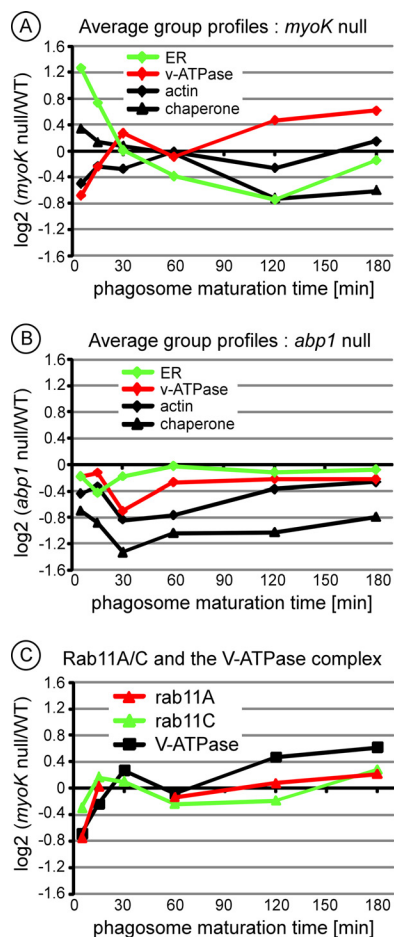 A Average group profiles : myoK null
ER
v-ATPase
actin
chaperone
log2 (myoK null/WT)
1.6
1.2
0.8
0.4
0
-0.4
-0.8
-1.2
-1.6
0 30 60 90 120 150 180
phagosome maturation time [min]
B Average group profiles : abp1 null
ER
v-ATPase
actin
chaperone
log2 (abp1 null/WT)
1.6
1.2
0.8
0.4
0
-0.4
-0.8
-1.2
-1.6
0 30 60 90 120 150 180
phagosome maturation time [min]
C Rab11A/C and the V-ATPase complex
rab11A
rab11C
V-ATPase
log2 (myoK null/WT)
1.6
1.2
0.8
0.4
0
-0.4
-0.8
-1.2
-1.6
0 30 60 90 120 150 180
phagosome maturation time [min]